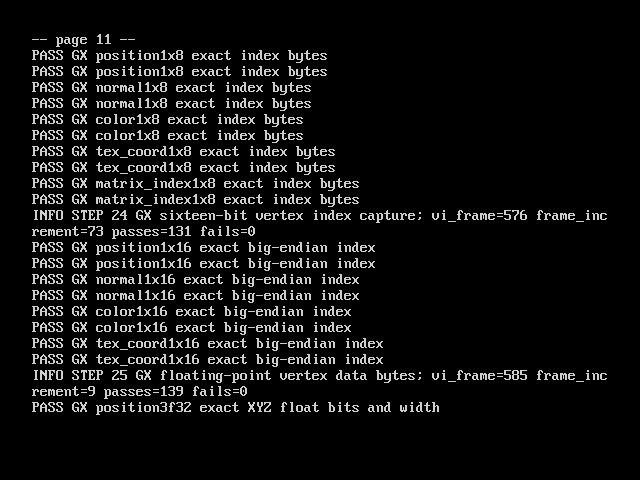 -- page 11 --
PASS GX position1x8 exact index bytes
PASS GX position1x8 exact index bytes
PASS GX normal1x8 exact index bytes
PASS GX normal1x8 exact index bytes
PASS GX color1x8 exact index bytes
PASS GX color1x8 exact index bytes
PASS GX tex_coord1x8 exact index bytes
PASS GX tex_coord1x8 exact index bytes
PASS GX matrix_index1x8 exact index bytes
PASS GX matrix_index1x8 exact index bytes
INFO STEP 24 GX sixteen-bit vertex index capture; vi_frame=576 frame_inc
rement=73 passes=131 fails=0
PASS GX position1x16 exact big-endian index
PASS GX position1x16 exact big-endian index
PASS GX normal1x16 exact big-endian index
PASS GX normal1x16 exact big-endian index
PASS GX color1x16 exact big-endian index
PASS GX color1x16 exact big-endian index
PASS GX tex_coord1x16 exact big-endian index
PASS GX tex_coord1x16 exact big-endian index
INFO STEP 25 GX floating-point vertex data bytes; vi_frame=585 frame_inc
rement=9 passes=139 fails=0
PASS GX position3f32 exact XYZ float bits and width